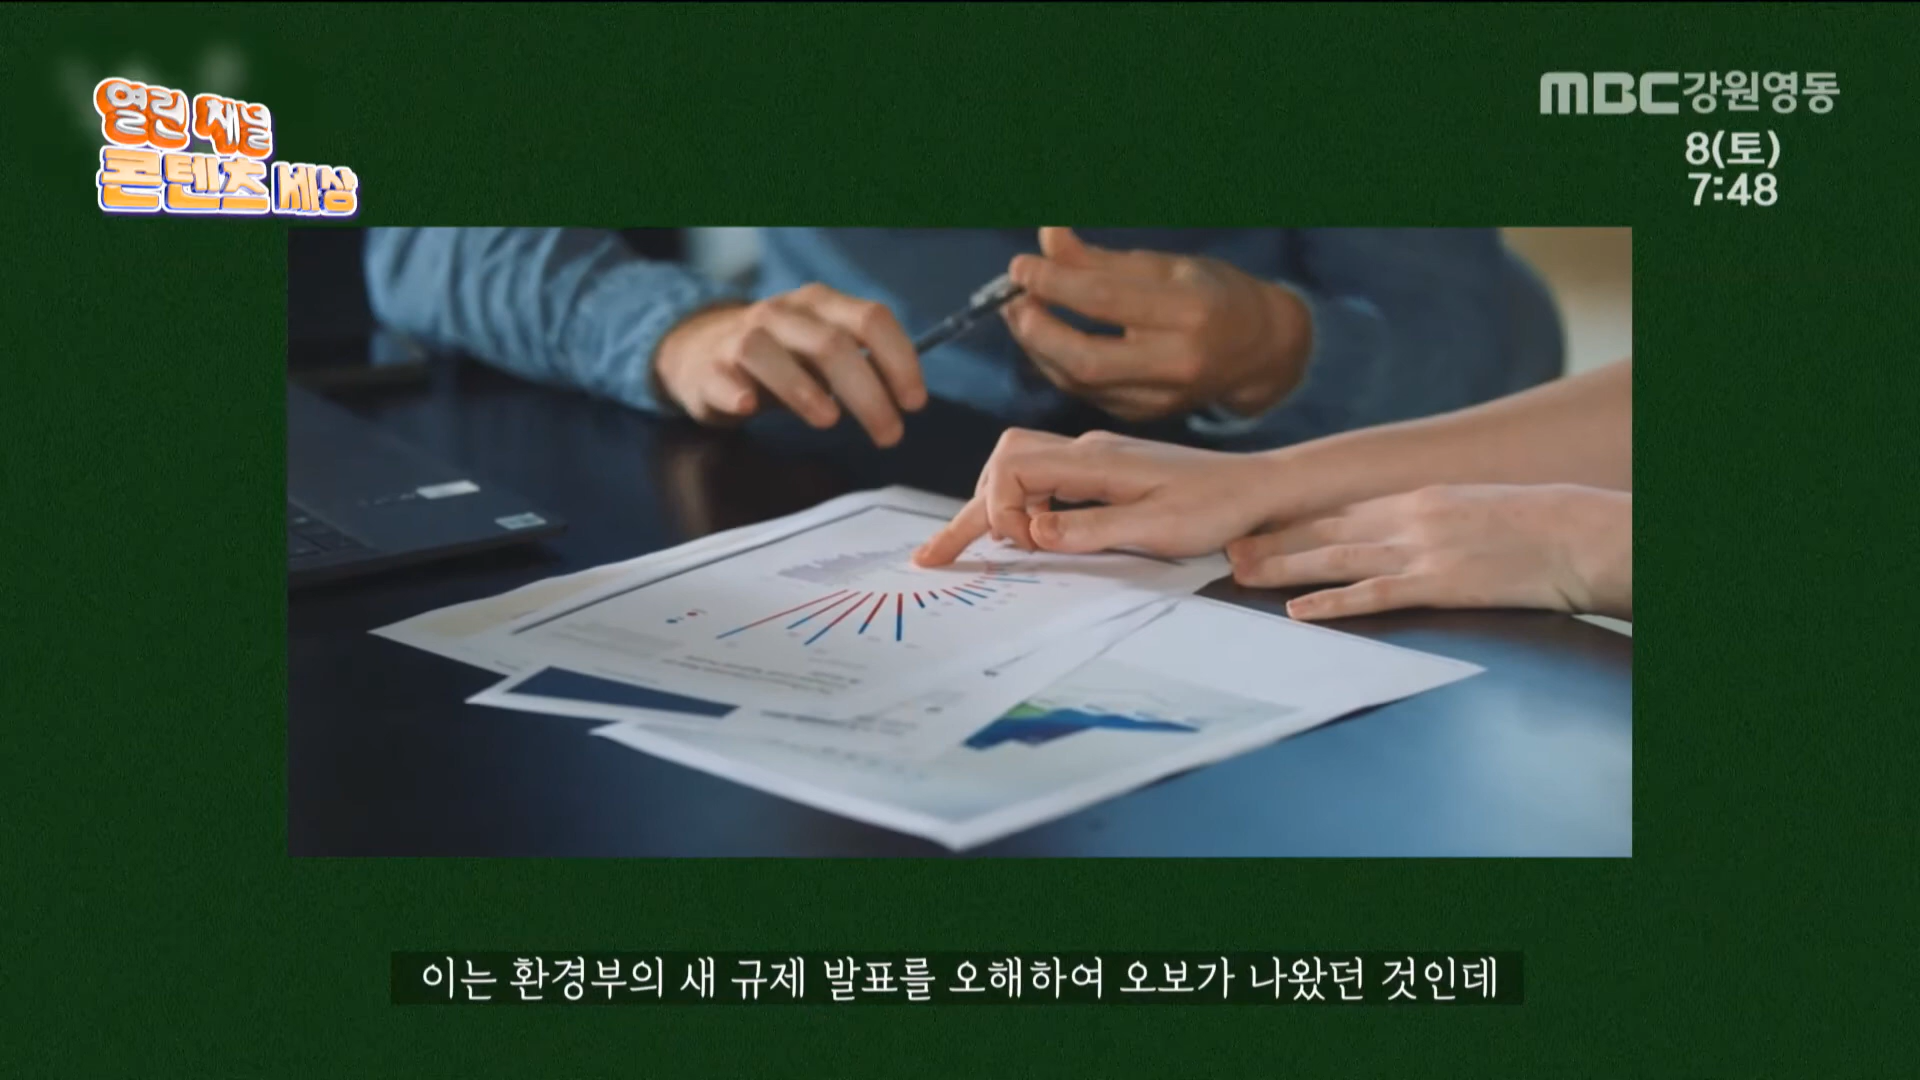 열린 채널
콘텐츠 세상
MBC강원영동
8(토)
7:48
이는 환경부의 새 규제 발표를 오해하여 오보가 나왔던 것인데